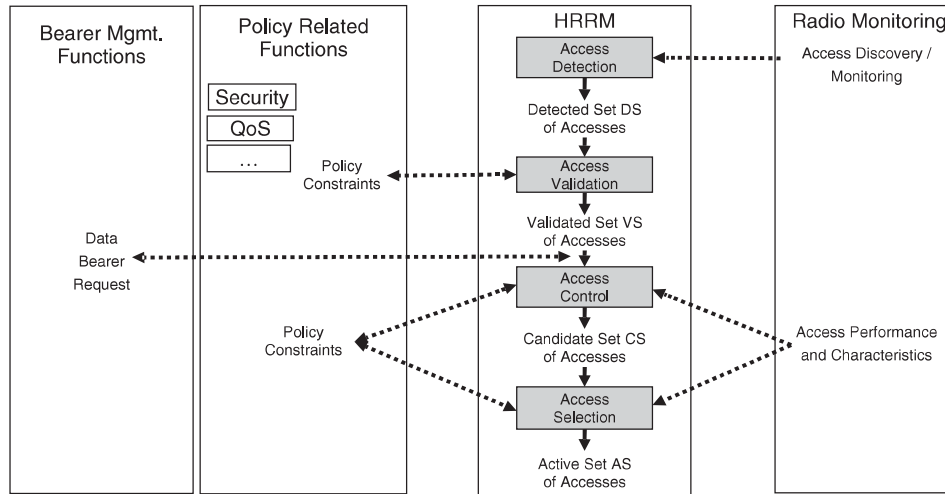 Bearer Mgmt.
Functions
Data
Bearer
Request
Policy Related
Functions
Security
QoS
...
Policy
Constraints
Policy
Constraints
HRRM
Access
Detection
Detected Set DS
of Accesses
Access
Validation
Validated Set VS
of Accesses
Access
Control
Candidate Set CS
of Accesses
Access
Selection
Active Set AS
of Accesses
Radio Monitoring
Access Discovery /
Monitoring
Access Performance
and Characteristics